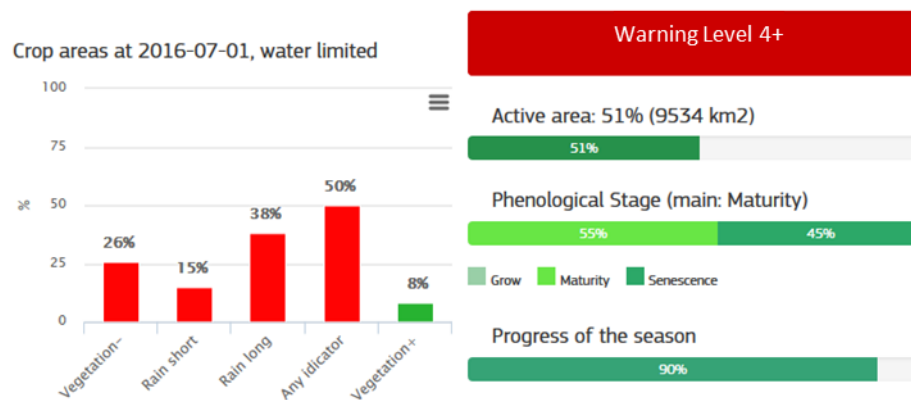 Crop areas at 2016-07-01, water limited
100
75
50
25
0
%
26%
15%
38%
50%
8%
Vegetation-
Rain short
Rain long
Any idicator
Vegetation+
Warning Level 4+
Active area: 51% (9534 km2)
51%
Phenological Stage (main: Maturity)
55%
45%
Grow
Maturity
Senescence
Progress of the season
90%